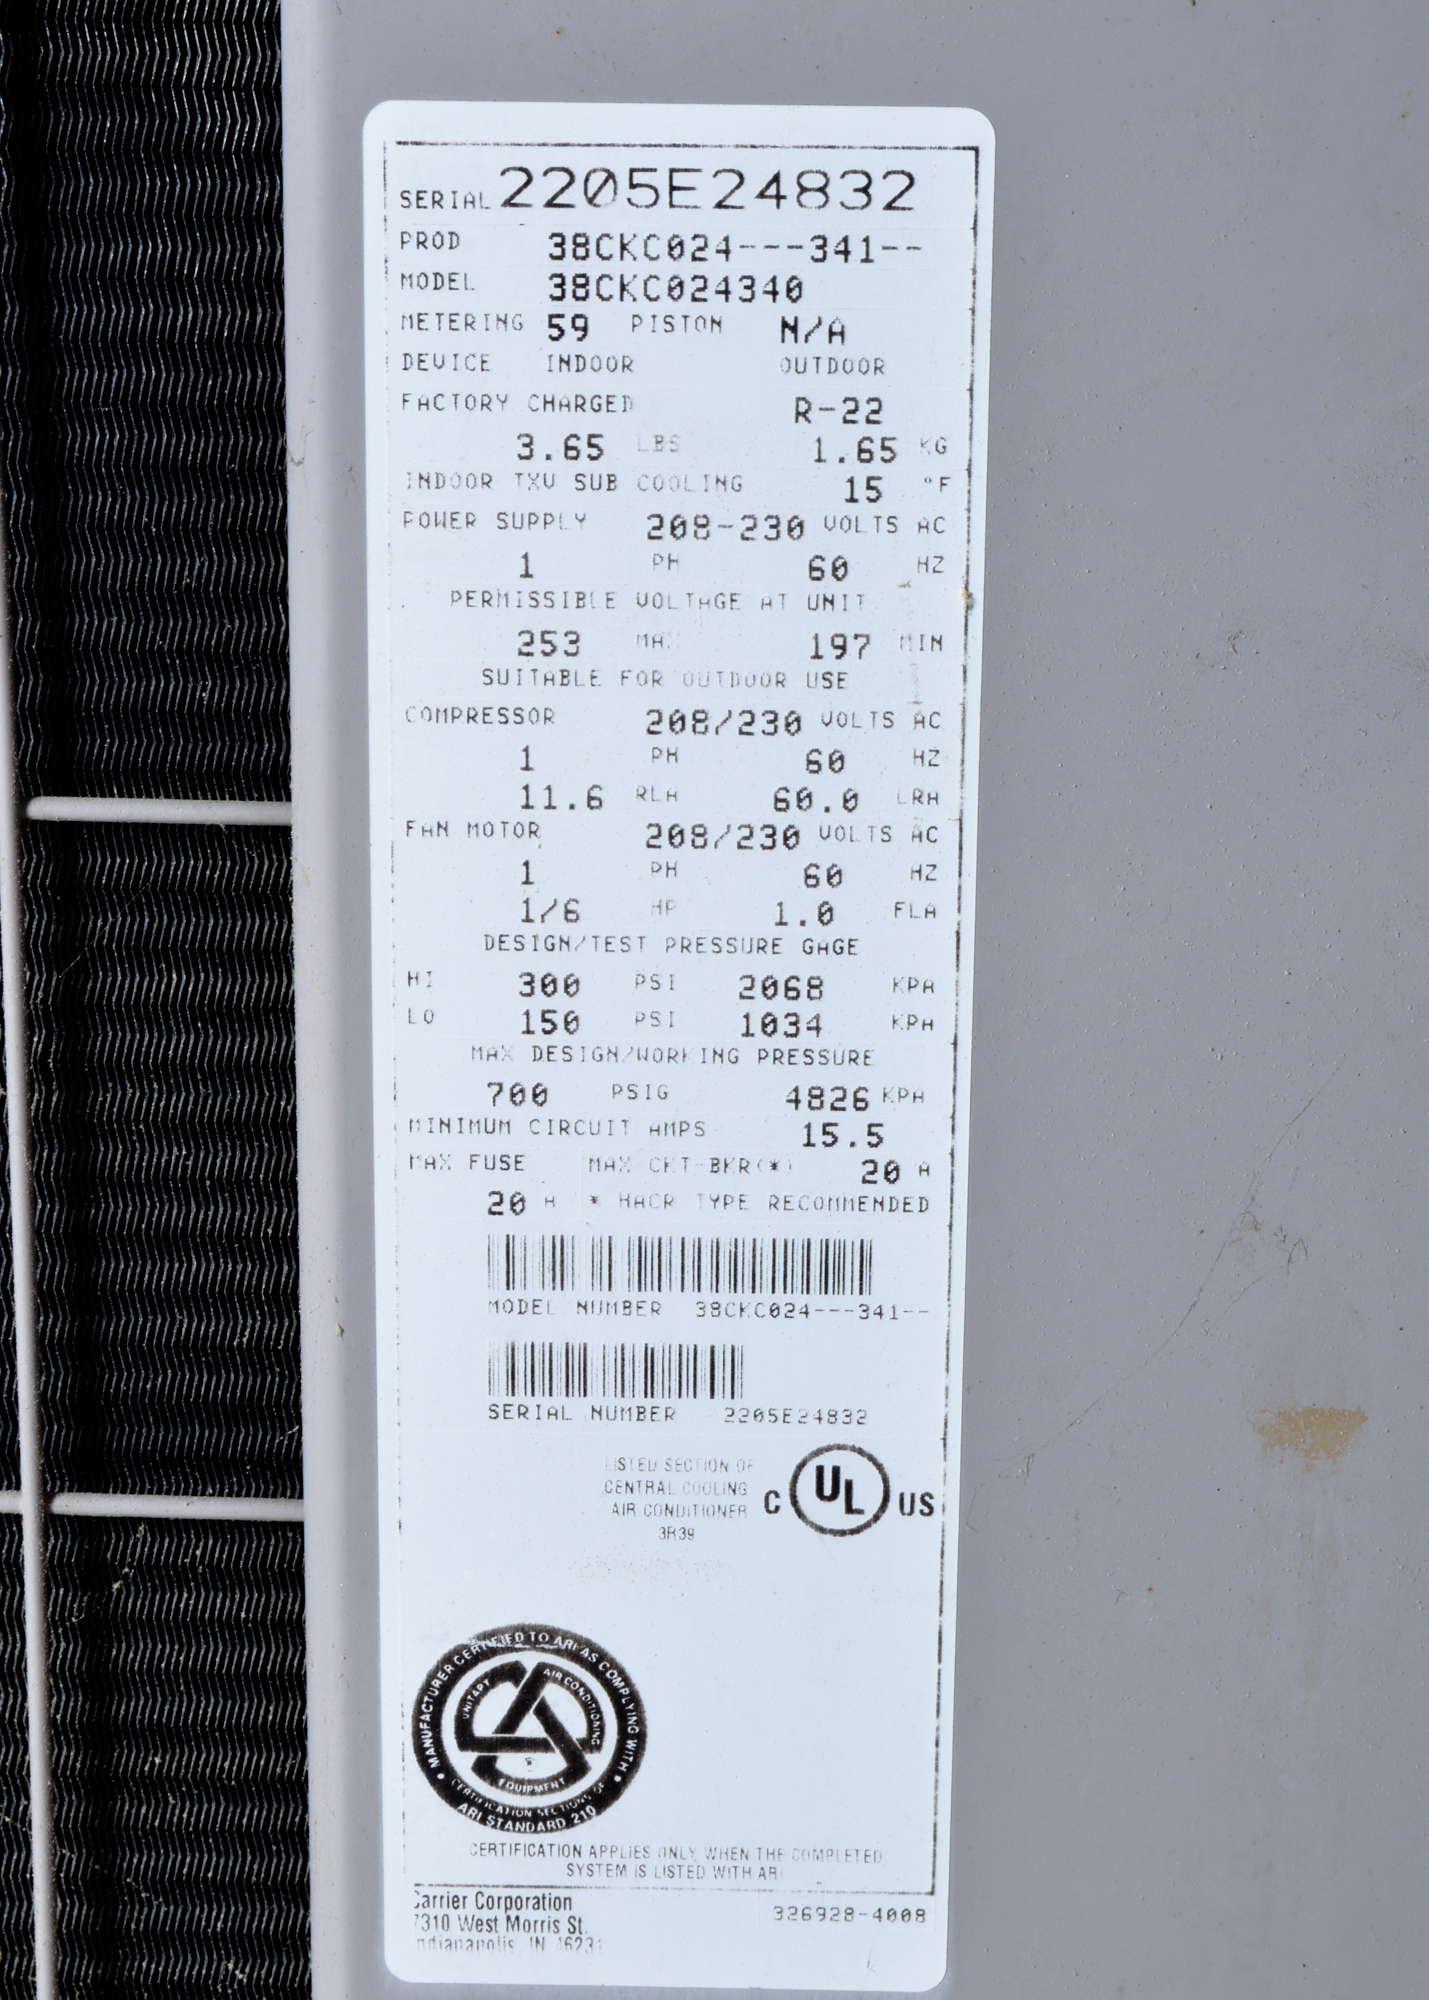 SERIAL 2205E24832
PROD 38CKC024---341--
MODEL 38CKC024340
METERING 59 PISTON N/A
DEVICE INDOOR OUTDOOR
FACTORY CHARGED R-22
3.65 LBS 1.65 KG
INDOOR TXV SUB COOLING 15 °F
POWER SUPPLY 208-230 VOLTS AC
1 PH 60 HZ
PERMISSIBLE VOLTAGE AT UNIT
253 MAX 197 MIN
SUITABLE FOR OUTDOOR USE
COMPRESSOR 208/230 VOLTS AC
1 PH 60 HZ
11.6 RLA 60.0 LRA
FAN MOTOR 208/230 VOLTS AC
1 PH 60 HZ
1/6 HP 1.0 FLA
DESIGN/TEST PRESSURE GAGE
HI 300 PSI 2068 KPA
LO 150 PSI 1034 KPA
MAX DESIGN/WORKING PRESSURE
700 PSIG 4826 KPA
MINIMUM CIRCUIT AMPS 15.5
MAX FUSE MAX CKT-BKR(*) 20 A
20 A * HACR TYPE RECOMMENDED
MODEL NUMBER 38CKC024---341--
SERIAL NUMBER 2205E24832
LISTED SECTION OF
CENTRAL COOLING
AIR CONDITIONER
3R39
C UL US
MANUFACTURER CERTIFIED TO ARI AS COMPLYING WITH
UNITARY AIR CONDITIONING
EQUIPMENT
CERTIFICATION SECTIONS OF
ARI STANDARD 210
CERTIFICATION APPLIES ONLY WHEN THE COMPLETED
SYSTEM IS LISTED WITH ARI
Carrier Corporation
7310 West Morris St.
Indianapolis, IN 46231
326928-4008